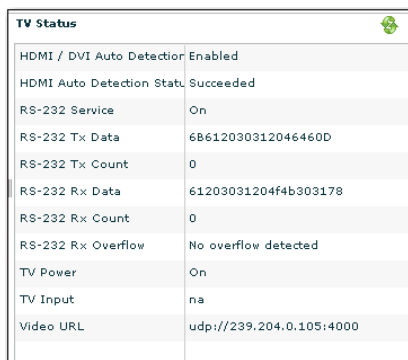 TV Status
HDMI / DVI Auto Detection Enabled
HDMI Auto Detection Statu Succeeded
RS-232 Service On
RS-232 Tx Data 6B612030312046460D
RS-232 Tx Count 0
RS-232 Rx Data 61203031204f4b303178
RS-232 Rx Count 0
RS-232 Rx Overflow No overflow detected
TV Power On
TV Input na
Video URL udp://239.204.0.105:4000